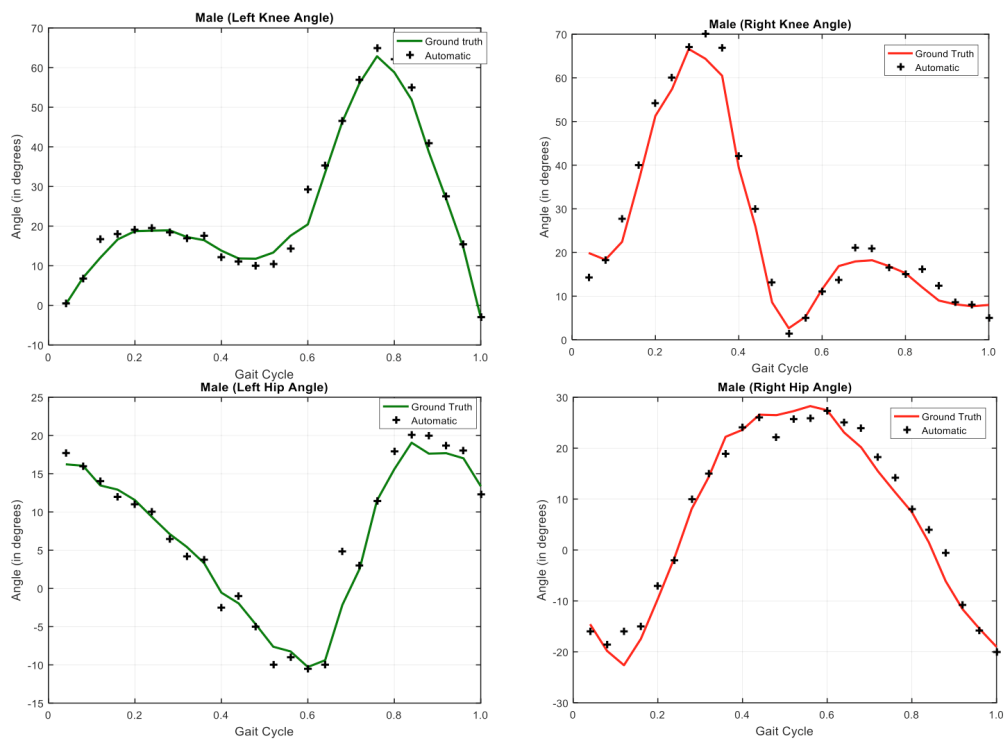 Male (Left Knee Angle)
70
60
50
40
30
20
10
0
-10
Angle (in degrees)
Ground truth
Automatic
0
0.2
0.4
0.6
0.8
1.0
Gait Cycle
Male (Right Knee Angle)
70
60
50
40
30
20
10
0
Angle (in degrees)
Ground Truth
Automatic
0
0.2
0.4
0.6
0.8
1.0
Gait Cycle
Male (Left Hip Angle)
25
20
15
10
5
0
-5
-10
-15
Angle (in degrees)
Ground Truth
Automatic
0
0.2
0.4
0.6
0.8
1.0
Gait Cycle
Male (Right Hip Angle)
30
20
10
0
-10
-20
-30
Angle (in degrees)
Ground Truth
Automatic
0
0.2
0.4
0.6
0.8
1.0
Gait Cycle